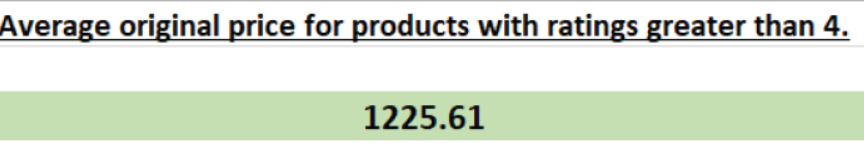 Average original price for products with ratings greater than 4.
1225.61